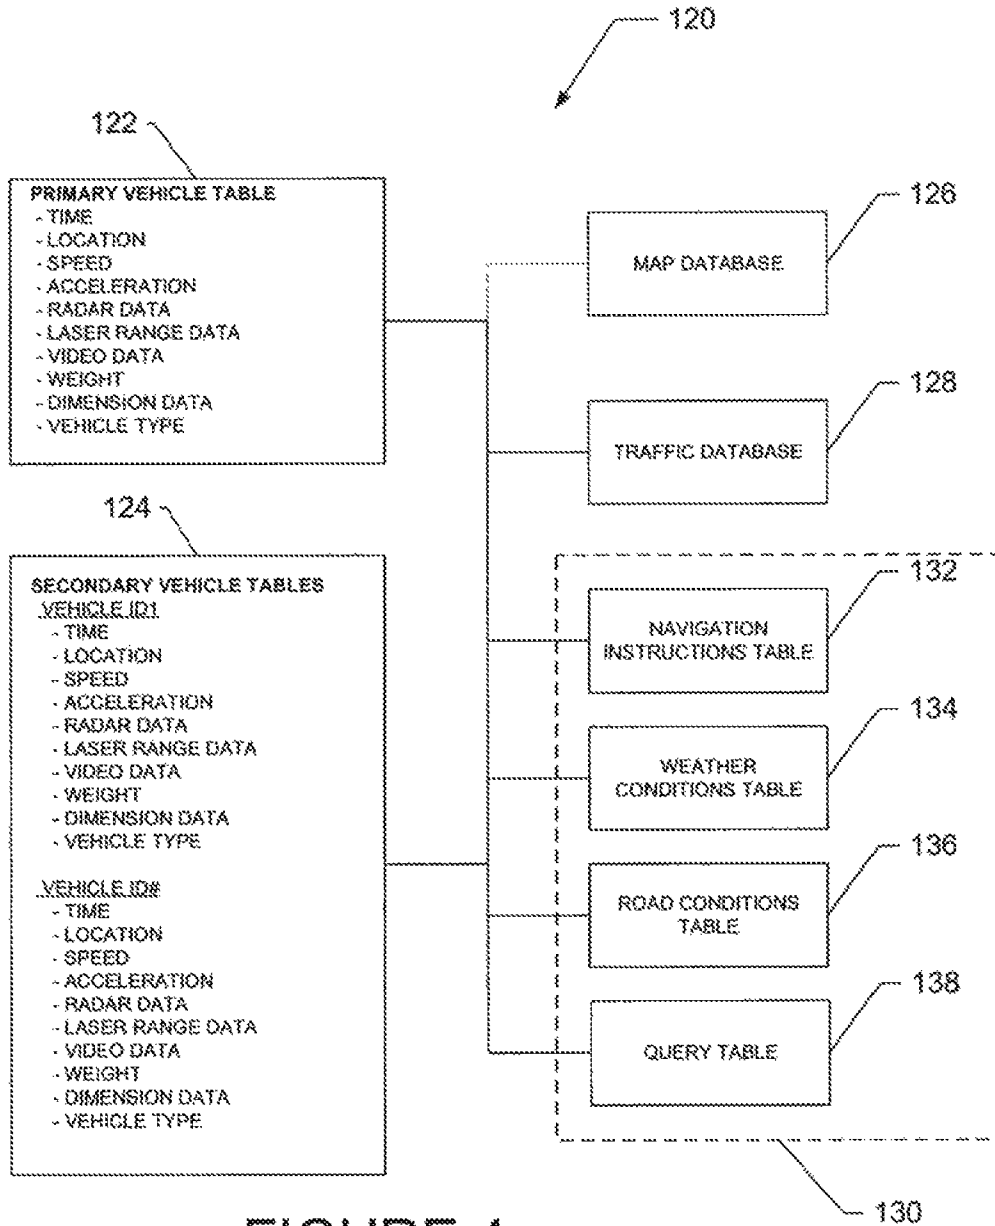 120
122
PRIMARY VEHICLE TABLE
- TIME
- LOCATION
- SPEED
- ACCELERATION
- RADAR DATA
- LASER RANGE DATA
- VIDEO DATA
- WEIGHT
- DIMENSION DATA
- VEHICLE TYPE
124
SECONDARY VEHICLE TABLES
VEHICLE ID1
- TIME
- LOCATION
- SPEED
- ACCELERATION
- RADAR DATA
- LASER RANGE DATA
- VIDEO DATA
- WEIGHT
- DIMENSION DATA
- VEHICLE TYPE
VEHICLE ID#
- TIME
- LOCATION
- SPEED
- ACCELERATION
- RADAR DATA
- LASER RANGE DATA
- VIDEO DATA
- WEIGHT
- DIMENSION DATA
- VEHICLE TYPE
126
MAP DATABASE
128
TRAFFIC DATABASE
132
NAVIGATION
INSTRUCTIONS TABLE
134
WEATHER
CONDITIONS TABLE
136
ROAD CONDITIONS
TABLE
138
QUERY TABLE
130
FIGURE